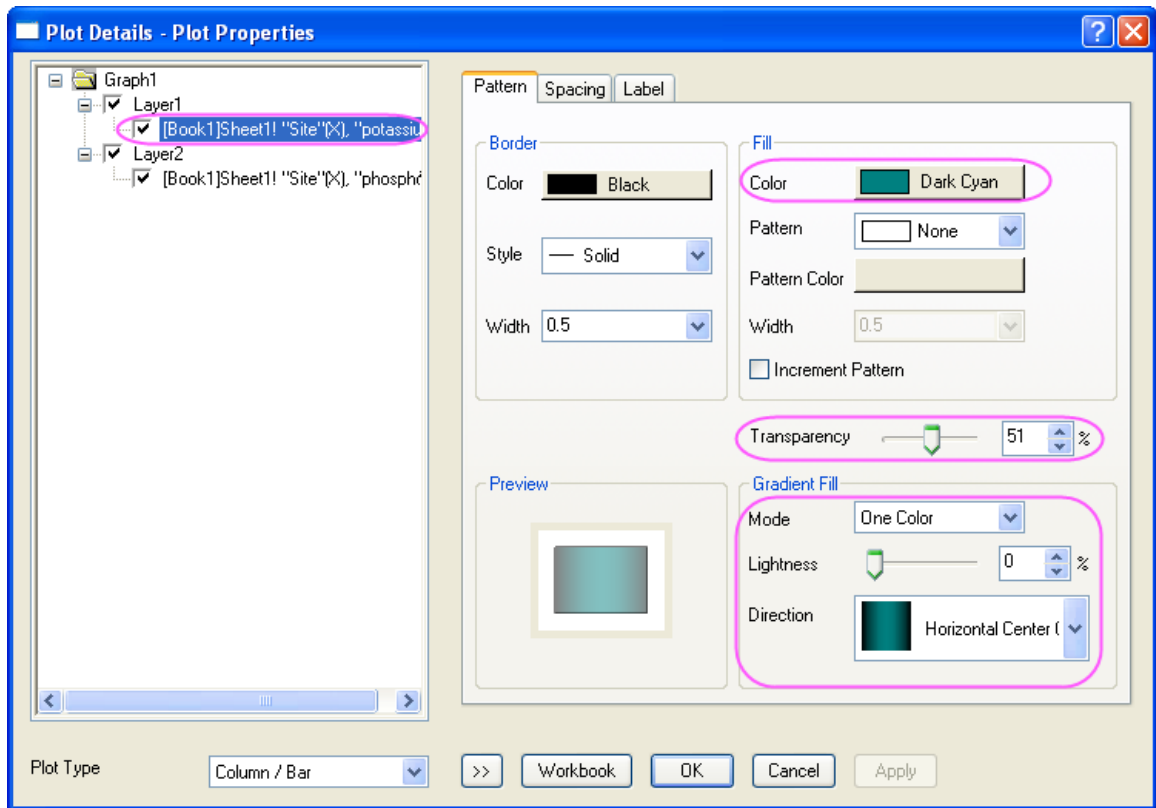 Plot Details - Plot Properties
Graph1
Layer1
[Book1]Sheet1! "Site"(X), "potassiu
Layer2
[Book1]Sheet1! "Site"(X), "phospho
Plot Type
Column / Bar
Pattern Spacing Label
Border
Color Black
Style Solid
Width 0.5
Fill
Color Dark Cyan
Pattern None
Pattern Color
Width 0.5
Increment Pattern
Transparency 51 %
Preview
Gradient Fill
Mode One Color
Lightness 0 %
Direction Horizontal Center (
>> Workbook OK Cancel Apply